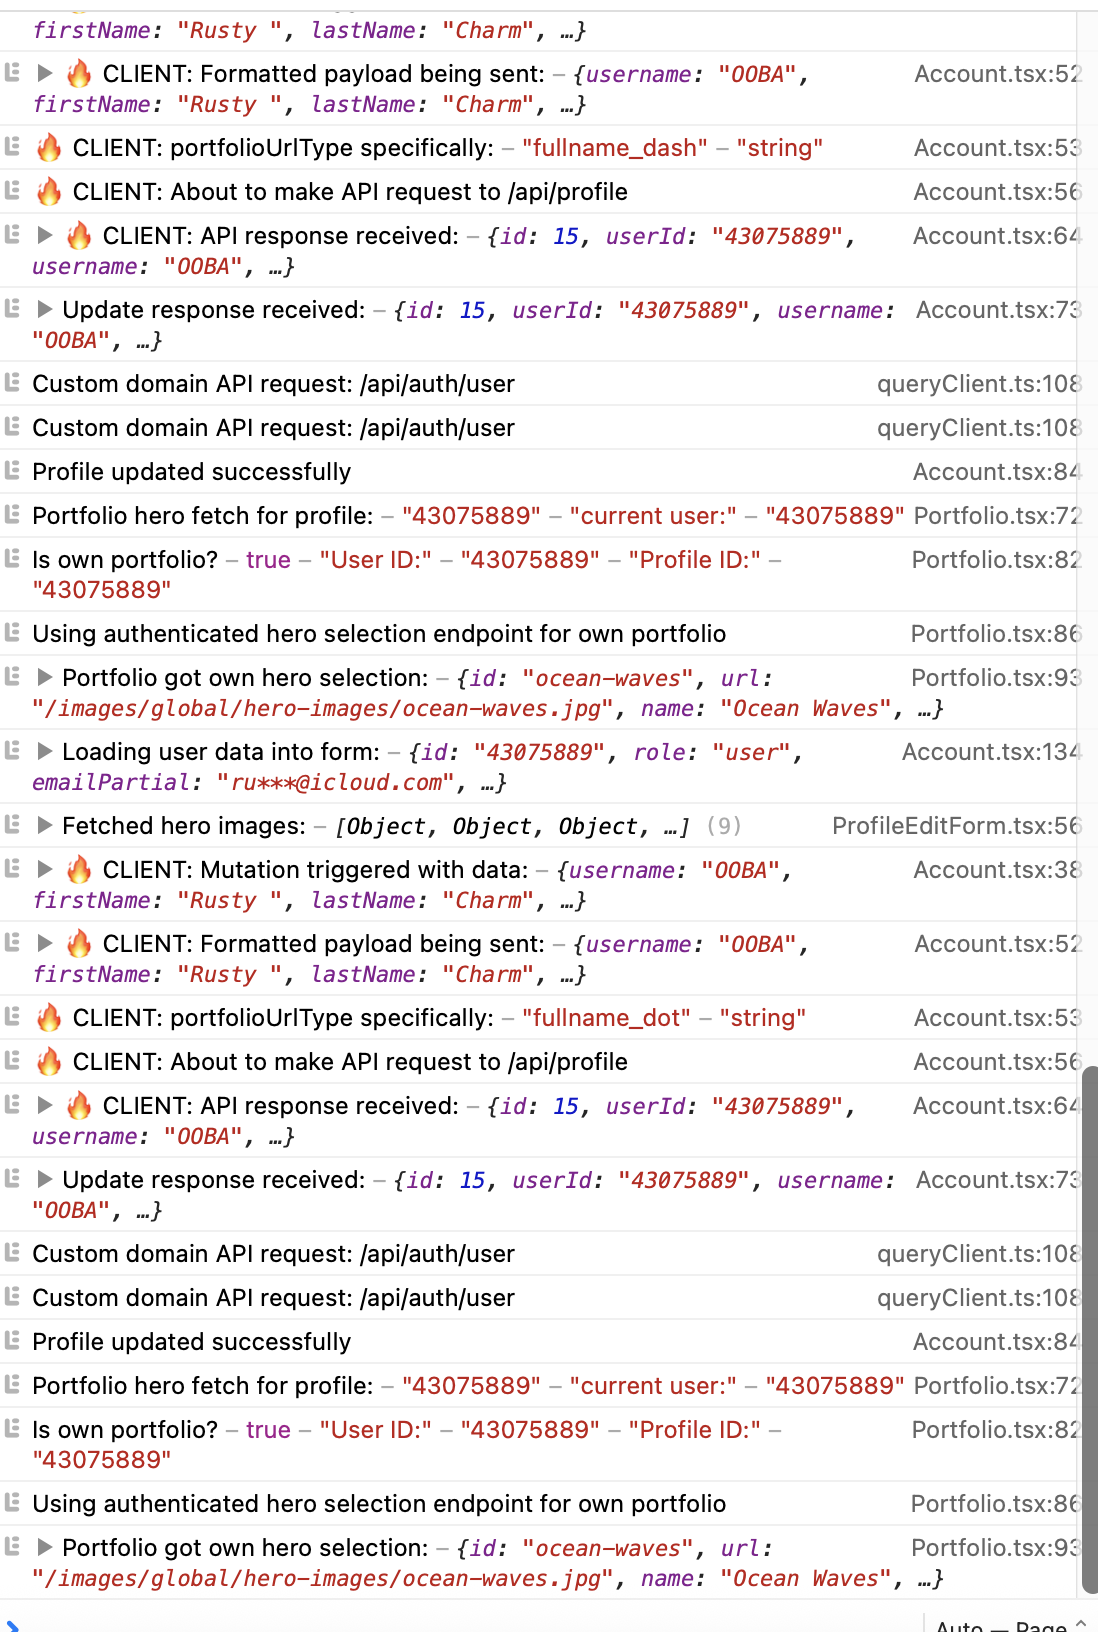 firstName: "Rusty ", lastName: "Charm", …}
▶ 🔥 CLIENT: Formatted payload being sent: – {username: "OOBA", Account.tsx:52
firstName: "Rusty ", lastName: "Charm", …}
🔥 CLIENT: portfolioUrlType specifically: – "fullname_dash" – "string" Account.tsx:53
🔥 CLIENT: About to make API request to /api/profile Account.tsx:56
▶ 🔥 CLIENT: API response received: – {id: 15, userId: "43075889", Account.tsx:64
username: "OOBA", …}
▶ Update response received: – {id: 15, userId: "43075889", username: Account.tsx:73
"OOBA", …}
Custom domain API request: /api/auth/user queryClient.ts:108
Custom domain API request: /api/auth/user queryClient.ts:108
Profile updated successfully Account.tsx:84
Portfolio hero fetch for profile: – "43075889" – "current user:" – "43075889" Portfolio.tsx:72
Is own portfolio? – true – "User ID:" – "43075889" – "Profile ID:" – Portfolio.tsx:82
"43075889"
Using authenticated hero selection endpoint for own portfolio Portfolio.tsx:86
▶ Portfolio got own hero selection: – {id: "ocean-waves", url: Portfolio.tsx:93
"/images/global/hero-images/ocean-waves.jpg", name: "Ocean Waves", …}
▶ Loading user data into form: – {id: "43075889", role: "user", Account.tsx:134
emailPartial: "ru***@icloud.com", …}
▶ Fetched hero images: – [Object, Object, Object, …] (9) ProfileEditForm.tsx:56
▶ 🔥 CLIENT: Mutation triggered with data: – {username: "OOBA", Account.tsx:38
firstName: "Rusty ", lastName: "Charm", …}
▶ 🔥 CLIENT: Formatted payload being sent: – {username: "OOBA", Account.tsx:52
firstName: "Rusty ", lastName: "Charm", …}
🔥 CLIENT: portfolioUrlType specifically: – "fullname_dot" – "string" Account.tsx:53
🔥 CLIENT: About to make API request to /api/profile Account.tsx:56
▶ 🔥 CLIENT: API response received: – {id: 15, userId: "43075889", Account.tsx:64
username: "OOBA", …}
▶ Update response received: – {id: 15, userId: "43075889", username: Account.tsx:73
"OOBA", …}
Custom domain API request: /api/auth/user queryClient.ts:108
Custom domain API request: /api/auth/user queryClient.ts:108
Profile updated successfully Account.tsx:84
Portfolio hero fetch for profile: – "43075889" – "current user:" – "43075889" Portfolio.tsx:72
Is own portfolio? – true – "User ID:" – "43075889" – "Profile ID:" – Portfolio.tsx:82
"43075889"
Using authenticated hero selection endpoint for own portfolio Portfolio.tsx:86
▶ Portfolio got own hero selection: – {id: "ocean-waves", url: Portfolio.tsx:93
"/images/global/hero-images/ocean-waves.jpg", name: "Ocean Waves", …}
Auto — Page